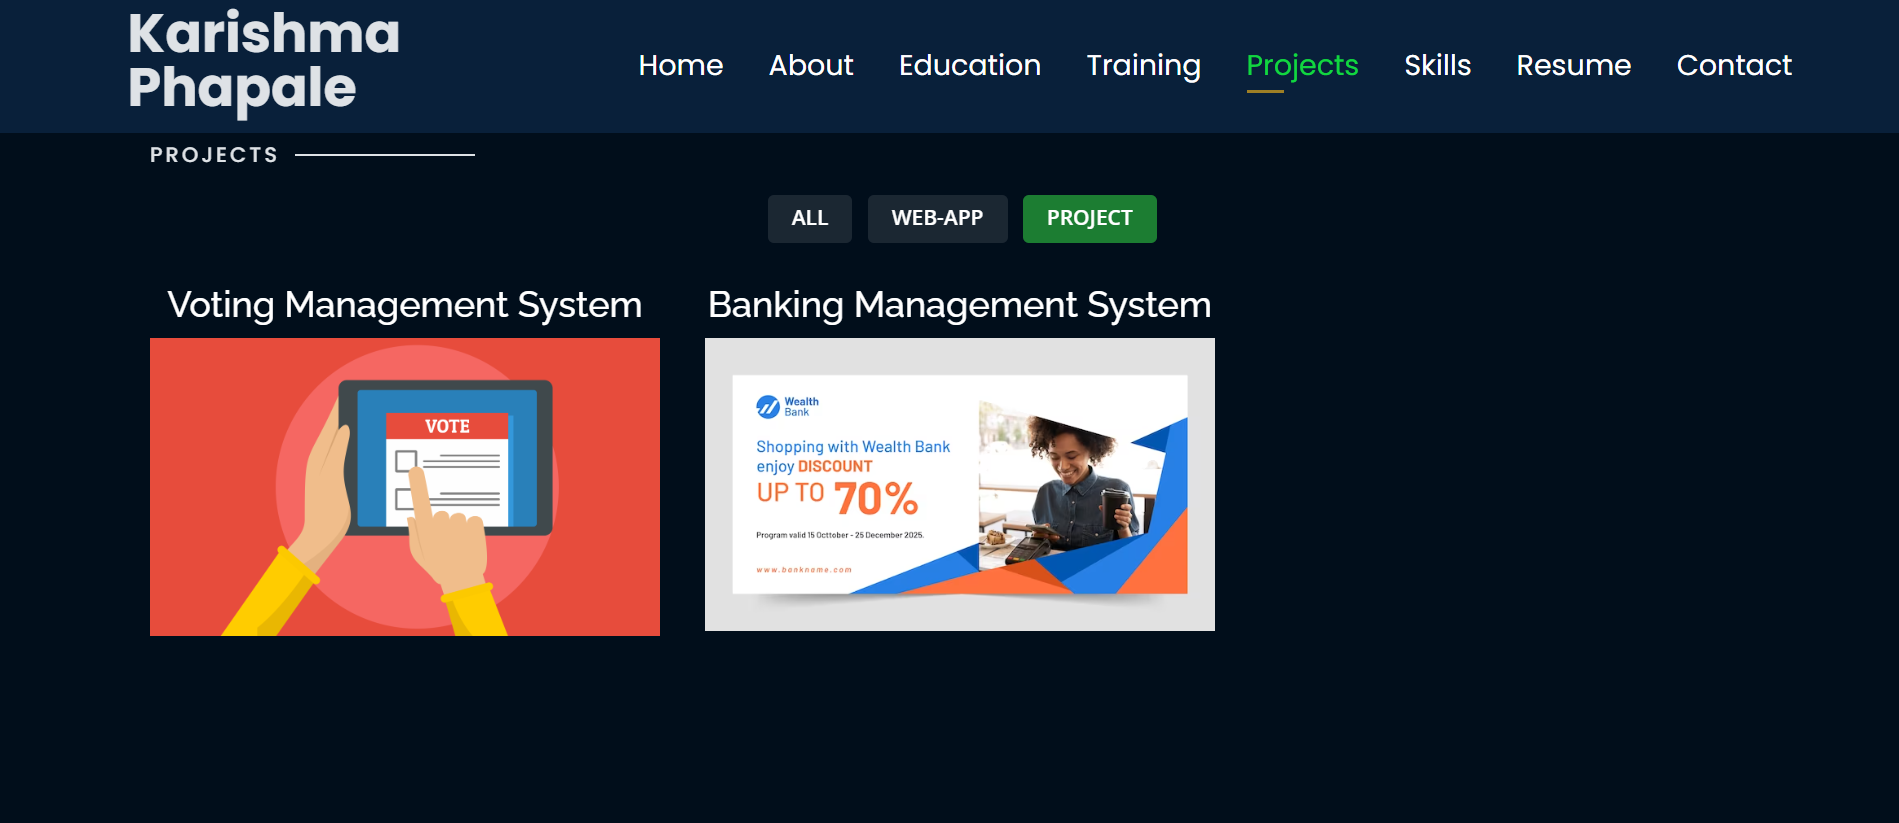 Karishma
Phapale
Home About Education Training Projects Skills Resume Contact
PROJECTS
ALL WEB-APP PROJECT
Voting Management System
VOTE
Banking Management System
Wealth
Bank
Shopping with Wealth Bank
enjoy DISCOUNT
UP TO 70%
Program valid 15 Octtober - 25 December 2025.
www.bankname.com